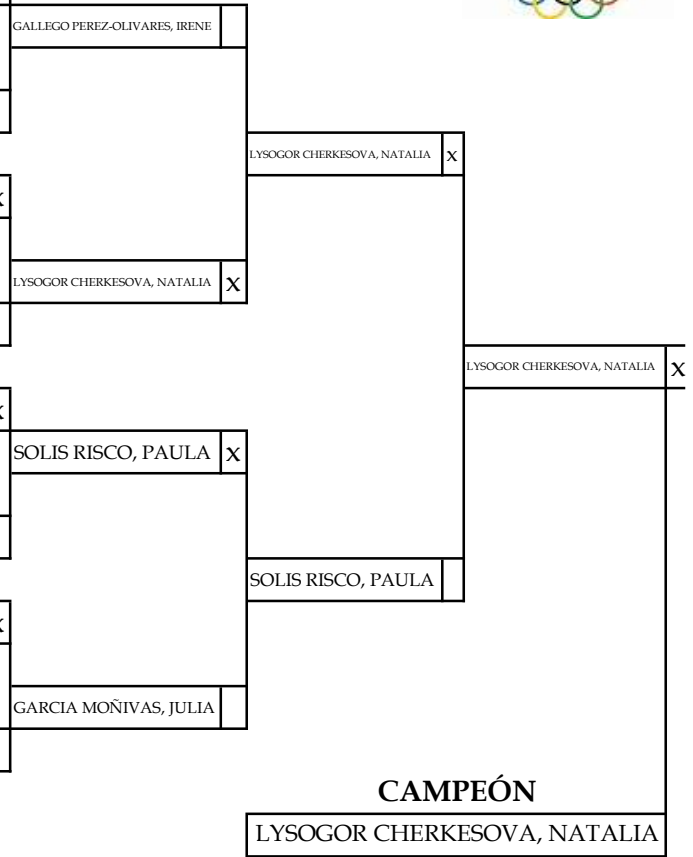 GALLEGO PEREZ-OLIVARES, IRENE
LYSOGOR CHERKESOVA, NATALIA X
X
LYSOGOR CHERKESOVA, NATALIA X
LYSOGOR CHERKESOVA, NATALIA X
X
SOLIS RISCO, PAULA X
SOLIS RISCO, PAULA
X
GARCIA MOÑIVAS, JULIA
CAMPEÓN
LYSOGOR CHERKESOVA, NATALIA